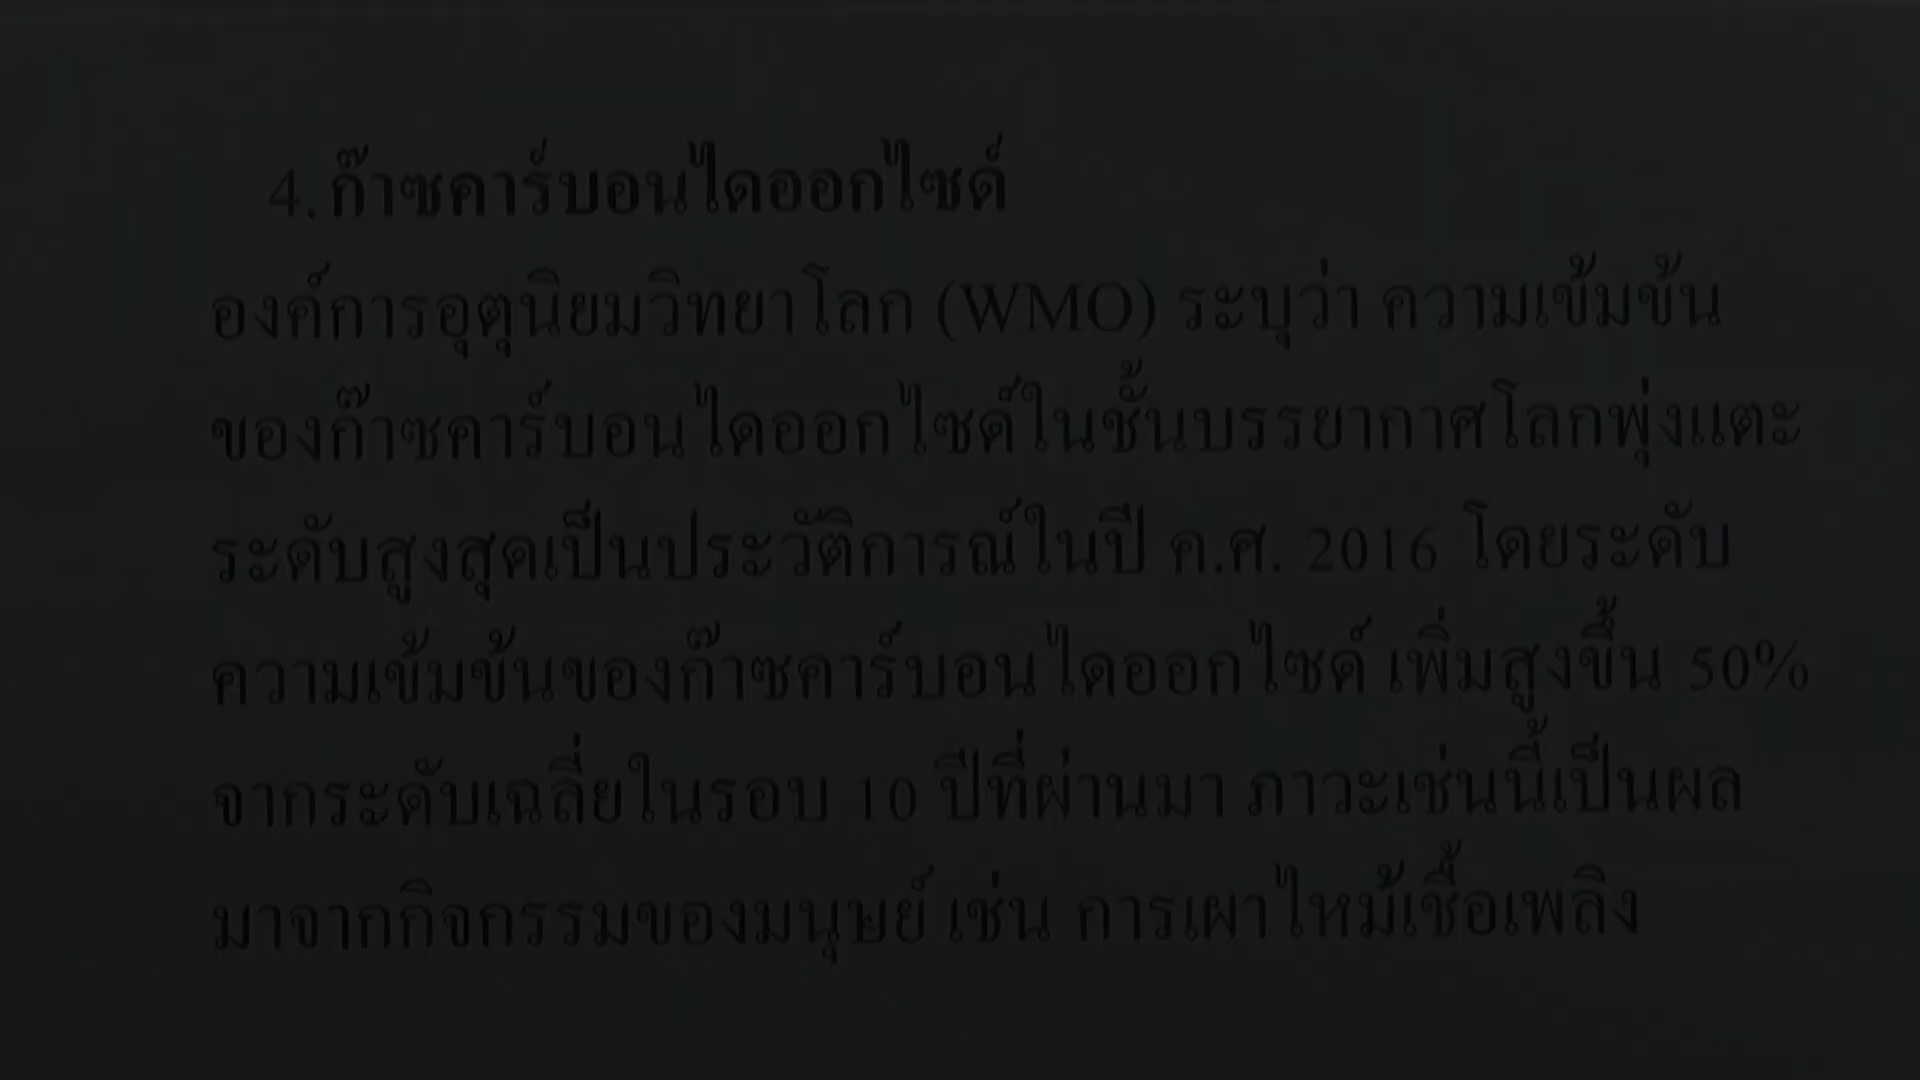 4. ก๊าซคาร์บอนไดออกไซด์
องค์การอุตุนิยมวิทยาโลก (WMO) ระบุว่า ความเข้มข้น
ของก๊าซคาร์บอนไดออกไซด์ในชั้นบรรยากาศโลกพุ่งแตะ
ระดับสูงสุดเป็นประวัติการณ์ในปี ค.ศ. 2016 โดยระดับ
ความเข้มข้นของก๊าซคาร์บอนไดออกไซด์ เพิ่มสูงขึ้น 50%
จากระดับเฉลี่ยในรอบ 10 ปีที่ผ่านมา ภาวะเช่นนี้เป็นผล
มาจากกิจกรรมของมนุษย์ เช่น การเผาไหม้เชื้อเพลิง